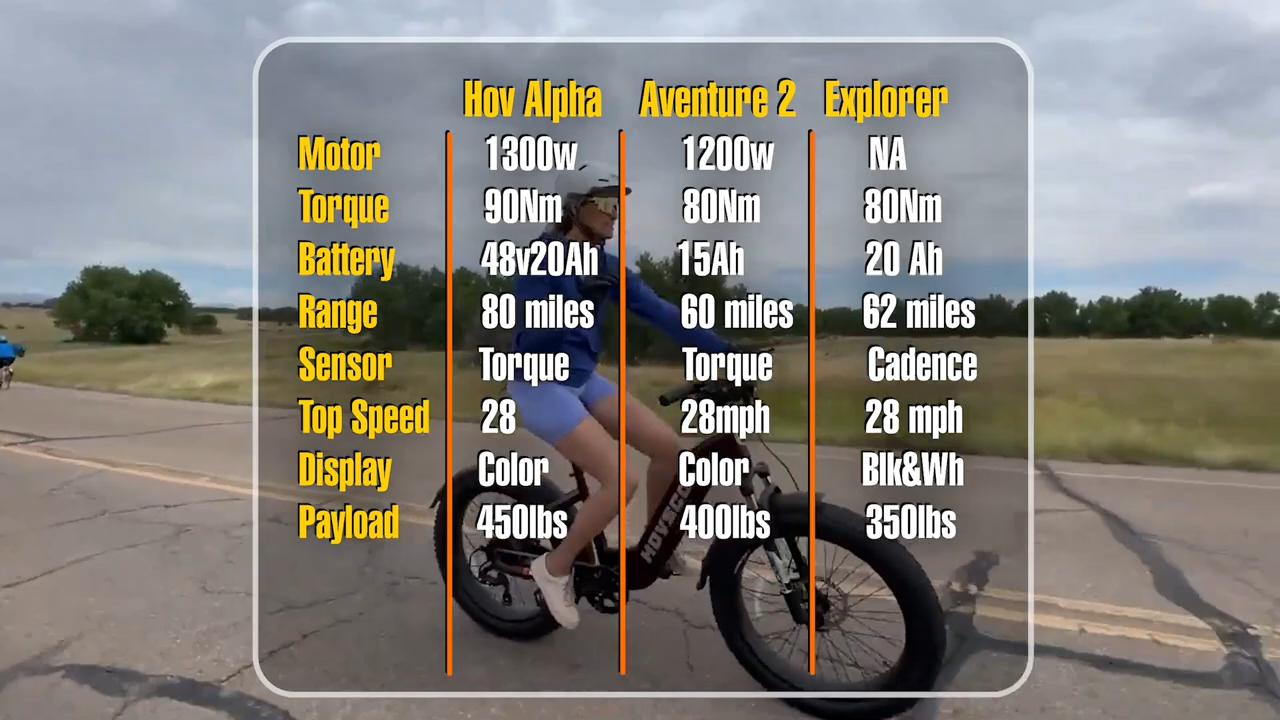 Hov Alpha Aventure 2 Explorer
Motor 1300w 1200w NA
Torque 90Nm 80Nm 80Nm
Battery 48v20Ah 15Ah 20 Ah
Range 80 miles 60 miles 62 miles
Sensor Torque Torque Cadence
Top Speed 28 28mph 28 mph
Display Color Color Blk&Wh
Payload 450lbs 400lbs 350lbs
HOVSCO